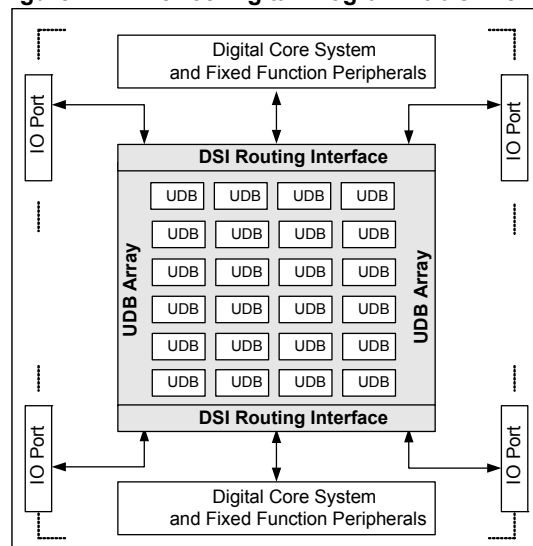 Digital Core System
and Fixed Function Peripherals
IO Port
IO Port
DSI Routing Interface
UDB UDB UDB UDB
UDB UDB UDB UDB
UDB UDB UDB UDB
UDB Array
UDB Array
UDB UDB UDB UDB
UDB UDB UDB UDB
UDB UDB UDB UDB
DSI Routing Interface
IO Port
IO Port
Digital Core System
and Fixed Function Peripherals